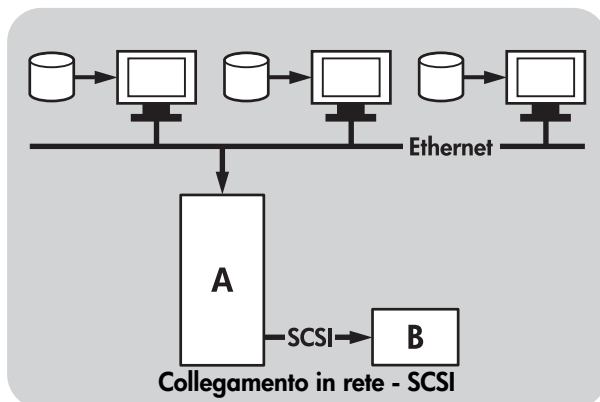 Ethernet
A
SCSI
B
Collegamento in rete - SCSI